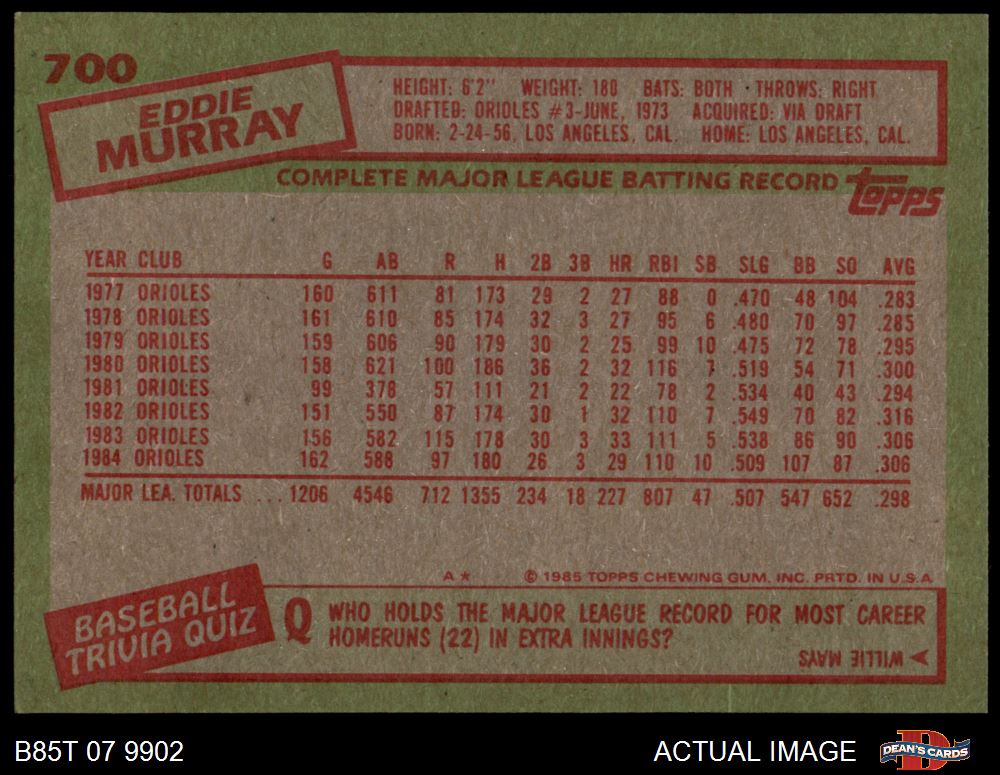 700
EDDIE
MURRAY
HEIGHT: 6'2" WEIGHT: 180 BATS: BOTH THROWS: RIGHT
DRAFTED: ORIOLES #3-JUNE, 1973 ACQUIRED: VIA DRAFT
BORN: 2-24-56, LOS ANGELES, CAL. HOME: LOS ANGELES, CAL.
COMPLETE MAJOR LEAGUE BATTING RECORD topps
YEAR CLUB G AB R H 2B 3B HR RBI SB SLG BB SO AVG
1977 ORIOLES 160 611 81 173 29 2 27 88 0 .470 48 104 .283
1978 ORIOLES 161 610 85 174 32 3 27 95 6 .480 70 97 .285
1979 ORIOLES 159 606 90 179 30 2 25 99 10 .475 72 78 .295
1980 ORIOLES 158 621 100 186 36 2 32 116 7 .519 54 71 .300
1981 ORIOLES 99 378 57 111 21 2 22 78 2 .534 40 43 .294
1982 ORIOLES 151 550 87 174 30 1 32 110 7 .549 70 82 .316
1983 ORIOLES 156 582 115 178 30 3 33 111 5 .538 86 90 .306
1984 ORIOLES 162 588 97 180 26 3 29 110 10 .509 107 87 .306
MAJOR LEA. TOTALS ... 1206 4546 712 1355 234 18 227 807 47 .507 547 652 .298
A★ © 1985 TOPPS CHEWING GUM, INC. PRTD. IN U.S.A.
BASEBALL
TRIVIA QUIZ
Q WHO HOLDS THE MAJOR LEAGUE RECORD FOR MOST CAREER
HOMERUNS (22) IN EXTRA INNINGS?
WILLIE MAYS
B85T 07 9902 ACTUAL IMAGE DEAN'S CARDS